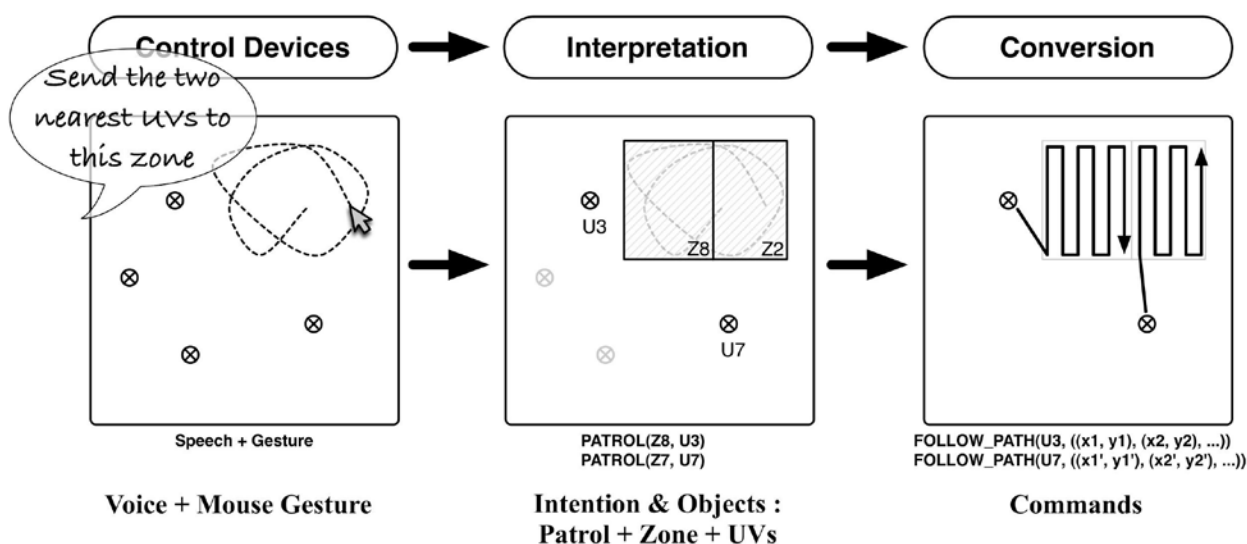 Control Devices
Interpretation
Conversion
Send the two
nearest UVs to
this zone
U3
Z8
Z2
U7
Speech + Gesture
PATROL(Z8, U3)
PATROL(Z7, U7)
FOLLOW_PATH(U3, ((x1, y1), (x2, y2), ...))
FOLLOW_PATH(U7, ((x1', y1'), (x2', y2'), ...))
Voice + Mouse Gesture
Intention & Objects :
Patrol + Zone + UVs
Commands